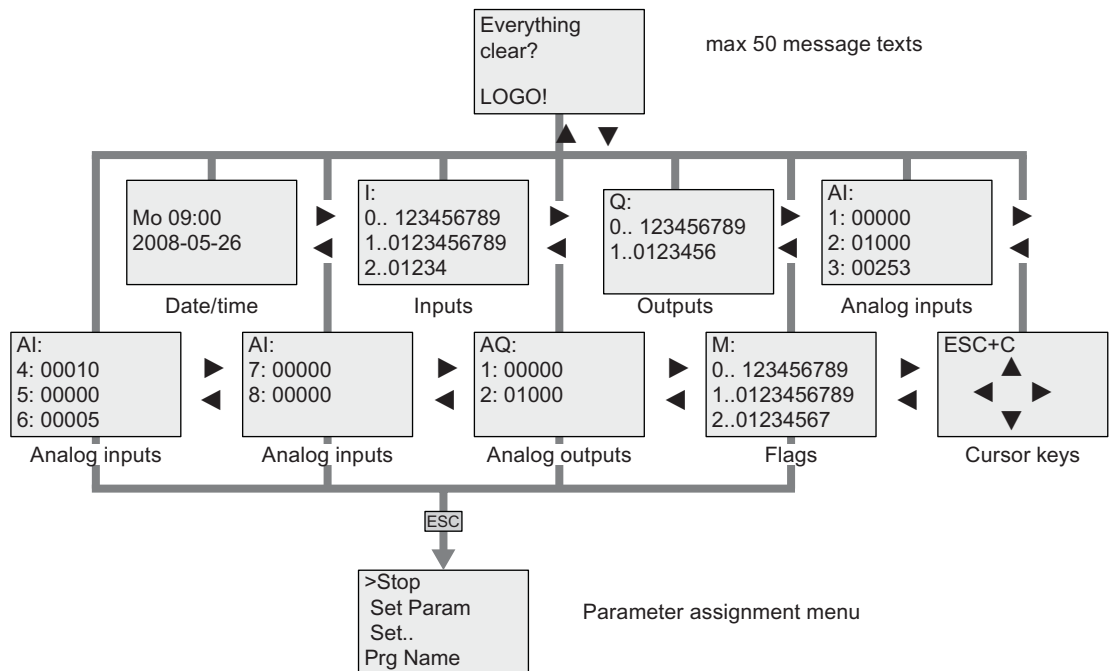 Everything
clear?
LOGO!
max 50 message texts
Mo 09:00
2008-05-26
Date/time
I:
0.. 123456789
1..0123456789
2..01234
Inputs
Q:
0.. 123456789
1..0123456
Outputs
AI:
1: 00000
2: 01000
3: 00253
Analog inputs
AI:
4: 00010
5: 00000
6: 00005
Analog inputs
AI:
7: 00000
8: 00000
Analog inputs
AQ:
1: 00000
2: 01000
Analog outputs
M:
0.. 123456789
1..0123456789
2..01234567
Flags
ESC+C
Cursor keys
ESC
>Stop
Set Param
Set..
Prg Name
Parameter assignment menu